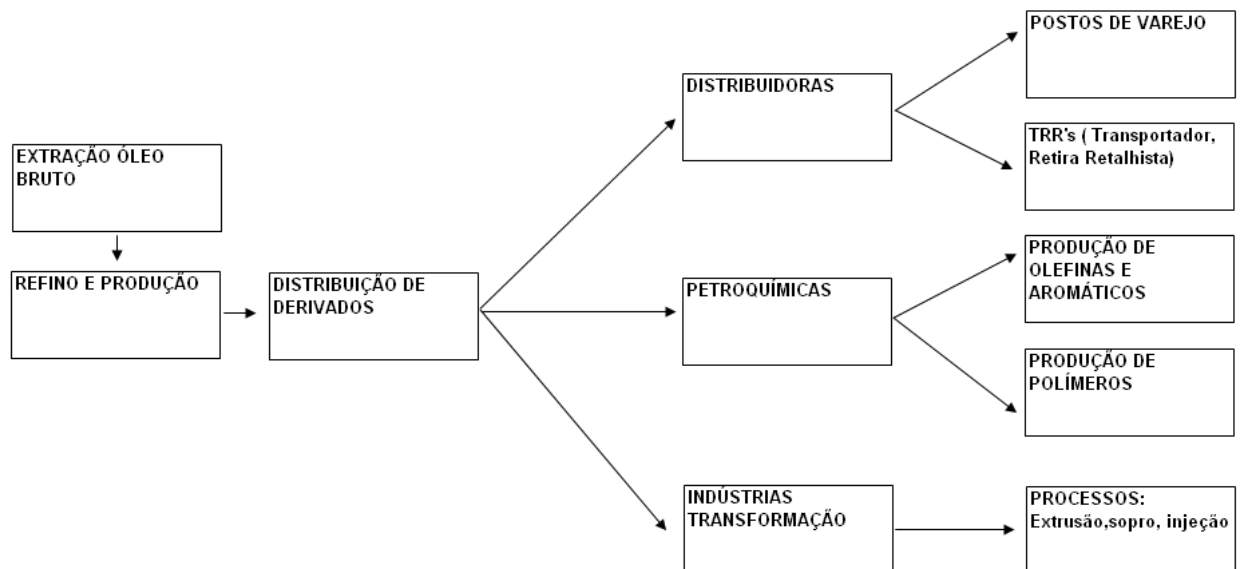 EXTRAÇÃO ÓLEO
BRUTO
REFINO E PRODUÇÃO
DISTRIBUIÇÃO DE
DERIVADOS
DISTRIBUIDORAS
POSTOS DE VAREJO
TRR's ( Transportador,
Retira Retalhista)
PETROQUÍMICAS
PRODUÇÃO DE
OLEFINAS E
AROMÁTICOS
PRODUÇÃO DE
POLÍMEROS
INDÚSTRIAS
TRANSFORMAÇÃO
PROCESSOS:
Extrusão,sopro, injeção